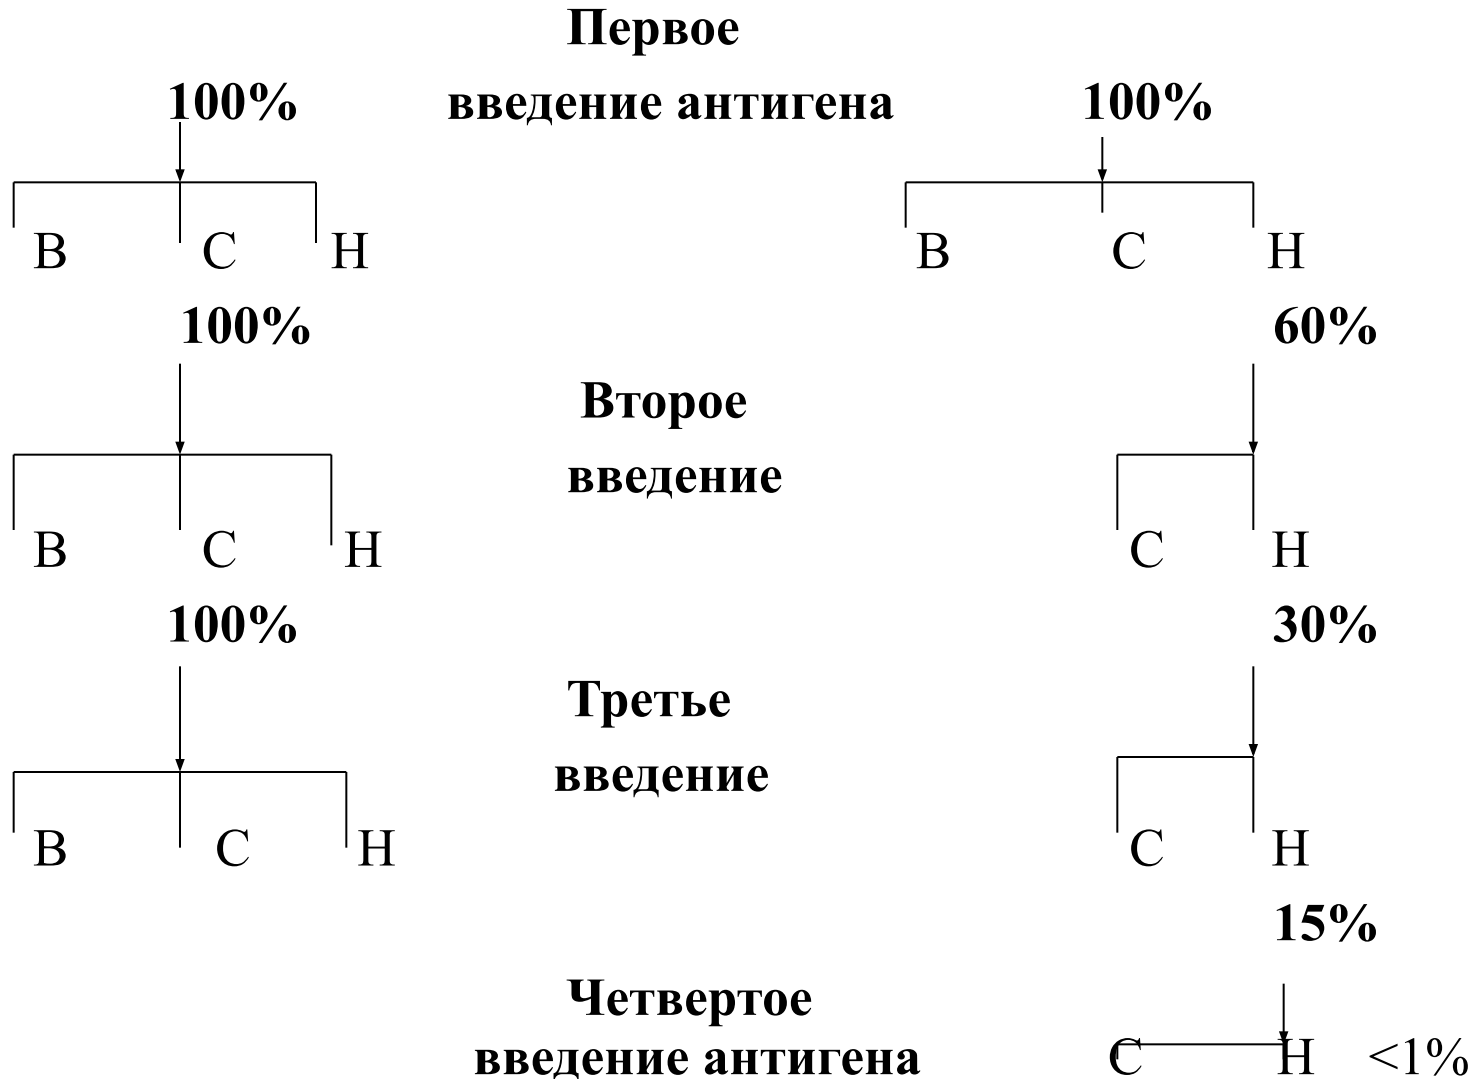 Первое
100% введение антигена 100%
В С Н В С Н
100% 60%
Второе
введение
В С Н С Н
100% 30%
Третье
введение
В С Н С Н
15%
Четвертое
введение антигена С Н <1%